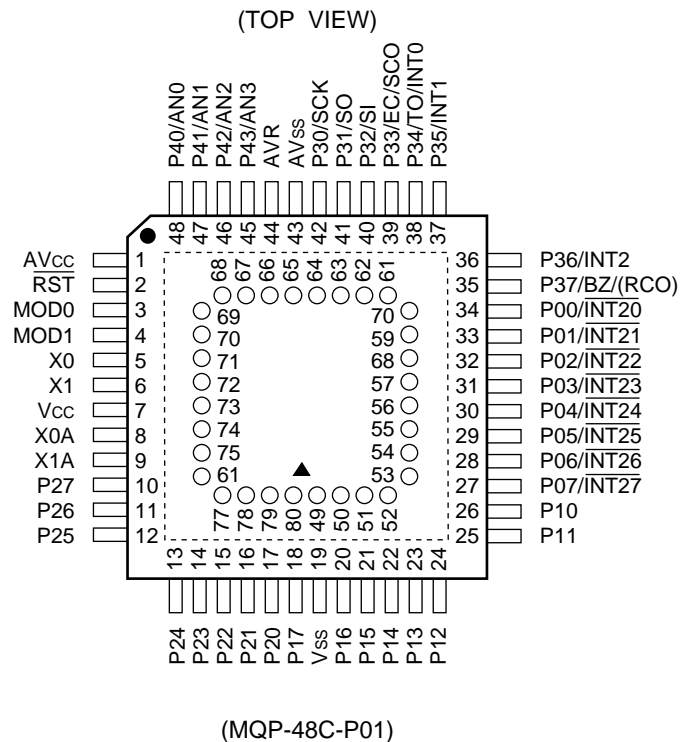 (TOP VIEW)
P40/AN0
P41/AN1
P42/AN2
P43/AN3
AVR
AVss
P30/SCK
P31/SO
P32/SI
P33/EC/SCO
P34/TO/INT0
P35/INT1
48 47 46 45 44 43 42 41 40 39 38 37
AVcc 1
RST 2
MOD0 3
MOD1 4
X0 5
X1 6
Vcc 7
X0A 8
X1A 9
P27 10
P26 11
P25 12
68 67 66 65 64 63 62 61
69
70
71
72
73
74
75
61
70
59
68
57
56
55
54
53
77 78 79 80 49 50 51 52
36 P36/INT2
35 P37/BZ/(RCO)
34 P00/INT20
33 P01/INT21
32 P02/INT22
31 P03/INT23
30 P04/INT24
29 P05/INT25
28 P06/INT26
27 P07/INT27
26 P10
25 P11
13 14 15 16 17 18 19 20 21 22 23 24
P24
P23
P22
P21
P20
P17
Vss
P16
P15
P14
P13
P12
(MQP-48C-P01)